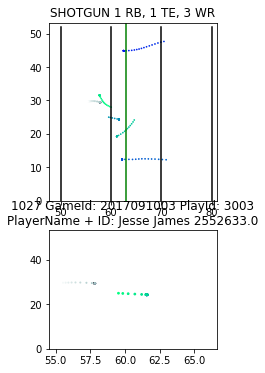 SHOTGUN 1 RB, 1 TE, 3 WR
50
40
30
20
10
0
50 60 70 80
1027 GameId: 2017091003 PlayId: 3003
PlayerName + ID: Jesse James 2552633.0
40
20
0
55.0 57.5 60.0 62.5 65.0